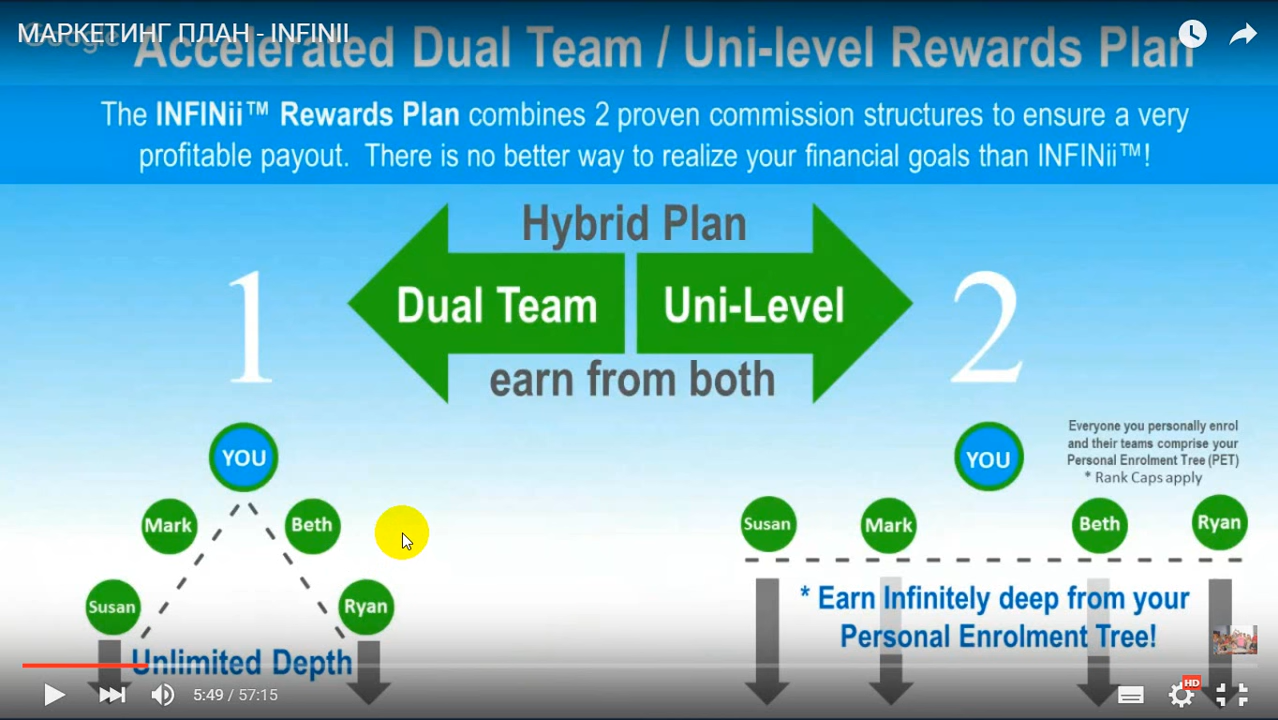 МАРКЕТИНГ ПЛАН - INFINII
Google
Accelerated Dual Team / Uni-level Rewards Plan
The INFINii™ Rewards Plan combines 2 proven commission structures to ensure a very
profitable payout. There is no better way to realize your financial goals than INFINii™!
Hybrid Plan
1
Dual Team
Uni-Level
2
earn from both
YOU
Mark
Beth
Susan
Ryan
Unlimited Depth
YOU
Everyone you personally enrol
and their teams comprise your
Personal Enrolment Tree (PET)
* Rank Caps apply
Susan
Mark
Beth
Ryan
* Earn Infinitely deep from your
Personal Enrolment Tree!
5:49 / 57:15
HD